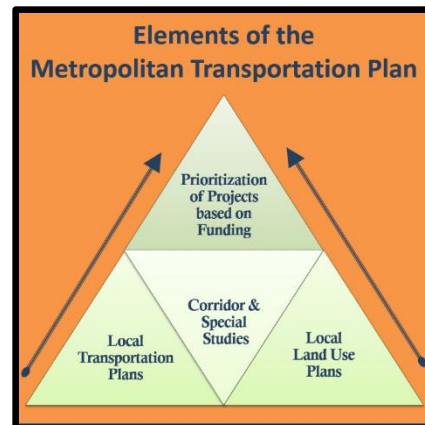 Elements of the
Metropolitan Transportation Plan
Prioritization
of Projects
based on
Funding
Corridor &
Special
Studies
Local
Transportation
Plans
Local
Land Use
Plans